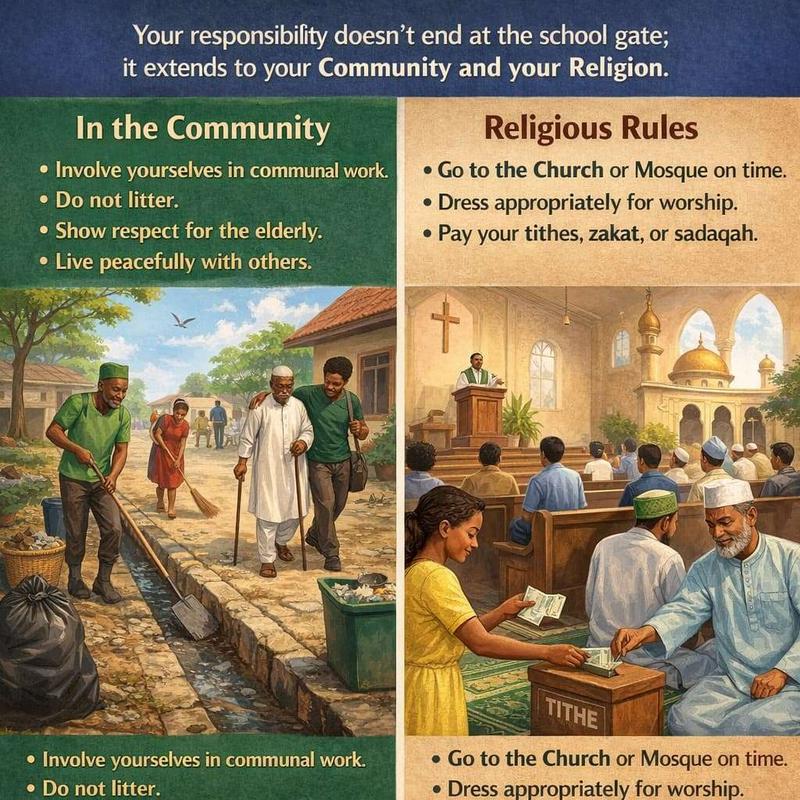 Your responsibility doesn't end at the school gate;
it extends to your Community and your Religion.
In the Community
• Involve yourselves in communal work.
• Do not litter.
• Show respect for the elderly.
• Live peacefully with others.
Religious Rules
• Go to the Church or Mosque on time.
• Dress appropriately for worship.
• Pay your tithes, zakat, or sadaqah.
TITHE
• Involve yourselves in communal work.
• Do not litter.
• Go to the Church or Mosque on time.
• Dress appropriately for worship.